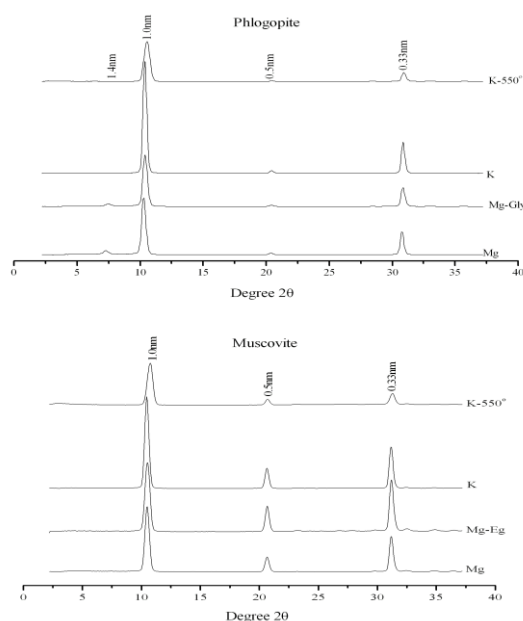 Phlogopite
1.4nm
1.0nm
0.5nm
0.33nm
K-550°
K
Mg-Gly
Mg
0 5 10 15 20 25 30 35 40
Degree 2θ
Muscovite
1.0nm
0.5nm
0.33nm
K-550°
K
Mg-Eg
Mg
0 5 10 15 20 25 30 35 40
Degree 2θ